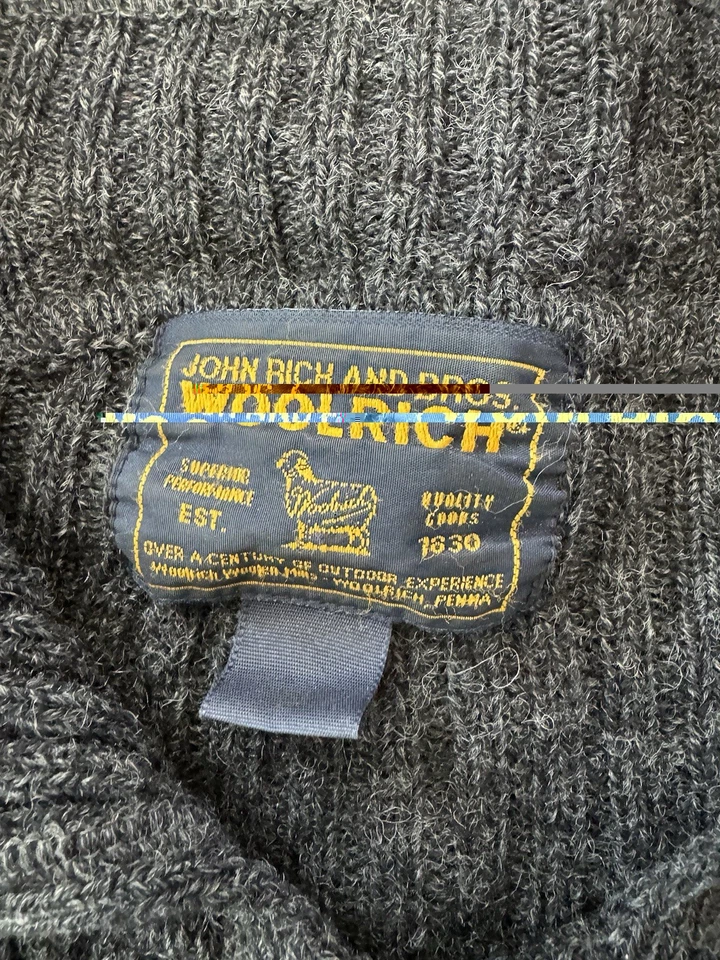 JOHN RICH AND BROS.
WOOLRICH®
SUPERIOR
PERFORMANCE
EST.
Woolrich
QUALITY
GOODS
1830
OVER A CENTURY OF OUTDOOR EXPERIENCE
Woolrich Woolen Mills - WOOLRICH, PENNA